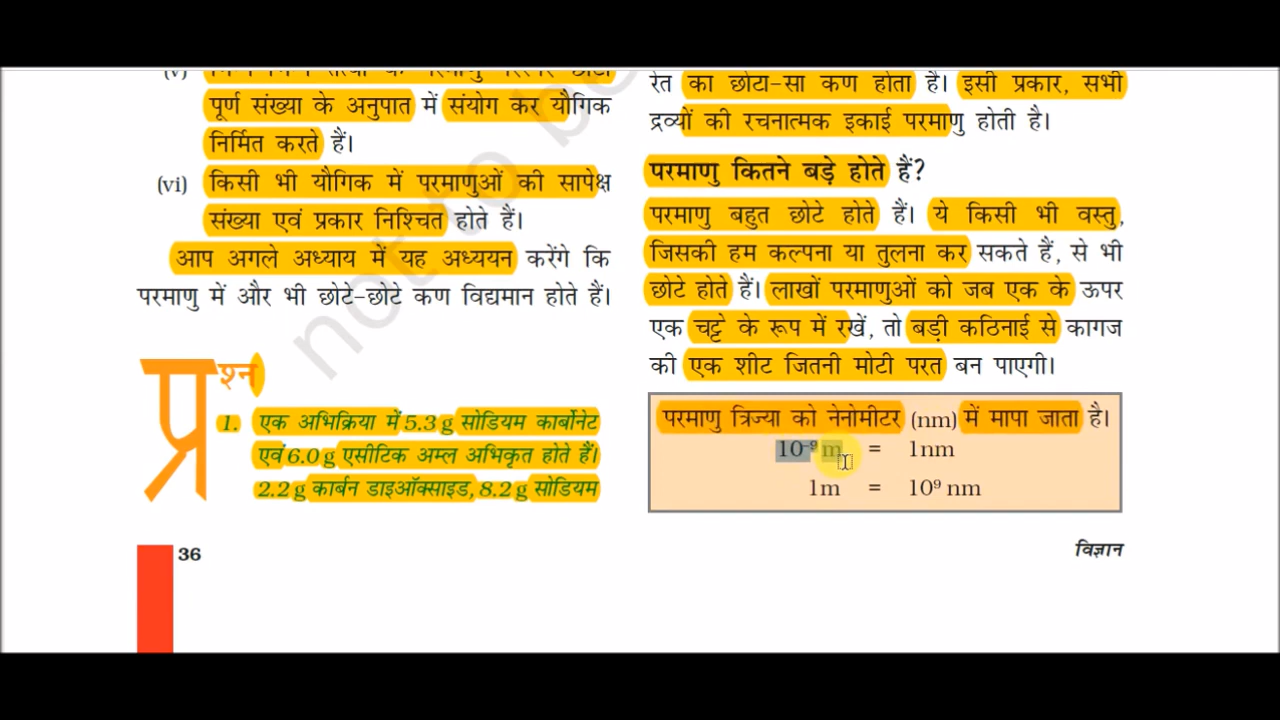 (v)
पूर्ण संख्या के अनुपात में संयोग कर यौगिक
निर्मित करते हैं।
(vi) किसी भी यौगिक में परमाणुओं की सापेक्ष
संख्या एवं प्रकार निश्चित होते हैं।
आप अगले अध्याय में यह अध्ययन करेंगे कि
परमाणु में और भी छोटे-छोटे कण विद्यमान होते हैं।
प्रश्न
1. एक अभिक्रिया में 5.3 g सोडियम कार्बोनेट
एवं 6.0 g एसीटिक अम्ल अभिकृत होते हैं।
2.2 g कार्बन डाइऑक्साइड, 8.2 g सोडियम
36
रेत का छोटा-सा कण होता है। इसी प्रकार, सभी
द्रव्यों की रचनात्मक इकाई परमाणु होती है।
परमाणु कितने बड़े होते हैं?
परमाणु बहुत छोटे होते हैं। ये किसी भी वस्तु,
जिसकी हम कल्पना या तुलना कर सकते हैं, से भी
छोटे होते हैं। लाखों परमाणुओं को जब एक के ऊपर
एक चट्टे के रूप में रखें, तो बड़ी कठिनाई से कागज
की एक शीट जितनी मोटी परत बन पाएगी।
परमाणु त्रिज्या को नेनोमीटर (nm) में मापा जाता है।
10⁻⁹ m = 1nm
1m = 10⁹ nm
विज्ञान
not to be